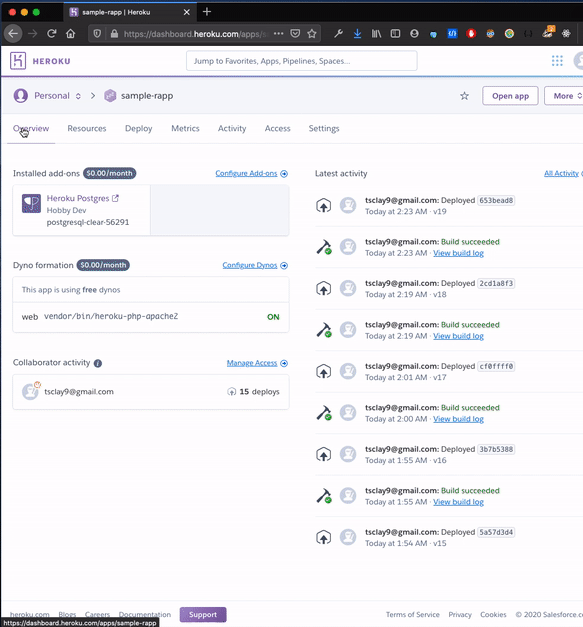 sample-rapp | Heroku
https://dashboard.heroku.com/apps/s
HEROKU
Jump to Favorites, Apps, Pipelines, Spaces...
Personal
sample-rapp
Open app
More
Overview
Resources
Deploy
Metrics
Activity
Access
Settings
Installed add-ons
$0.00/month
Configure Add-ons
Heroku Postgres
Hobby Dev
postgresql-clear-56291
Dyno formation
$0.00/month
Configure Dynos
This app is using free dynos
web vendor/bin/heroku-php-apache2
ON
Collaborator activity
Manage Access
tsclay9@gmail.com
15 deploys
Latest activity
All Activity
tsclay9@gmail.com: Deployed 653bead8
Today at 2:23 AM · v19
tsclay9@gmail.com: Build succeeded
Today at 2:23 AM · View build log
tsclay9@gmail.com: Deployed 2cd1a8f3
Today at 2:19 AM · v18
tsclay9@gmail.com: Build succeeded
Today at 2:19 AM · View build log
tsclay9@gmail.com: Deployed cf0ffff0
Today at 2:01 AM · v17
tsclay9@gmail.com: Build succeeded
Today at 2:00 AM · View build log
tsclay9@gmail.com: Deployed 3b7b5388
Today at 1:55 AM · v16
tsclay9@gmail.com: Build succeeded
Today at 1:55 AM · View build log
tsclay9@gmail.com: Deployed 5a57d3d4
Today at 1:54 AM · v15
heroku.com
Blogs
Careers
Documentation
Support
Terms of Service
Privacy
Cookies
© 2020 Salesforce.c
https://dashboard.heroku.com/apps/sample-rapp